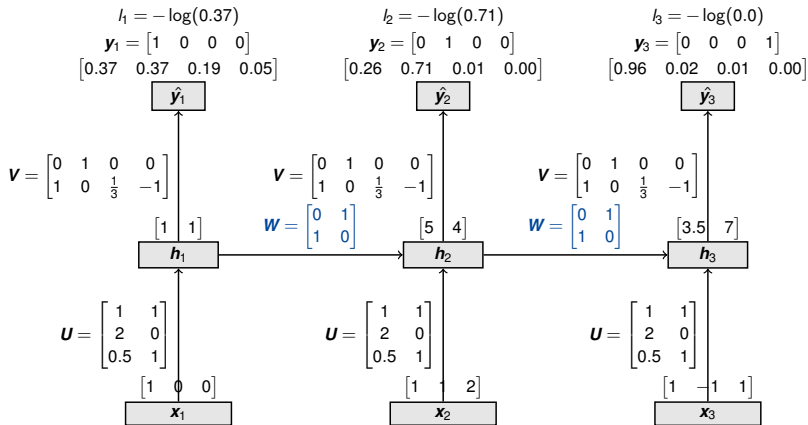 l₁ = − log(0.37)
y₁ = [1 0 0 0]
[0.37 0.37 0.19 0.05]
ŷ₁
V = [0 1 0 0
1 0 1/3 −1]
[1 1]
h₁
U = [1 1
2 0
0.5 1]
[1 0 0]
x₁
W = [0 1
1 0]
l₂ = − log(0.71)
y₂ = [0 1 0 0]
[0.26 0.71 0.01 0.00]
ŷ₂
V = [0 1 0 0
1 0 1/3 −1]
[5 4]
h₂
U = [1 1
2 0
0.5 1]
[1 1 2]
x₂
W = [0 1
1 0]
l₃ = − log(0.0)
y₃ = [0 0 0 1]
[0.96 0.02 0.01 0.00]
ŷ₃
V = [0 1 0 0
1 0 1/3 −1]
[3.5 7]
h₃
U = [1 1
2 0
0.5 1]
[1 −1 1]
x₃